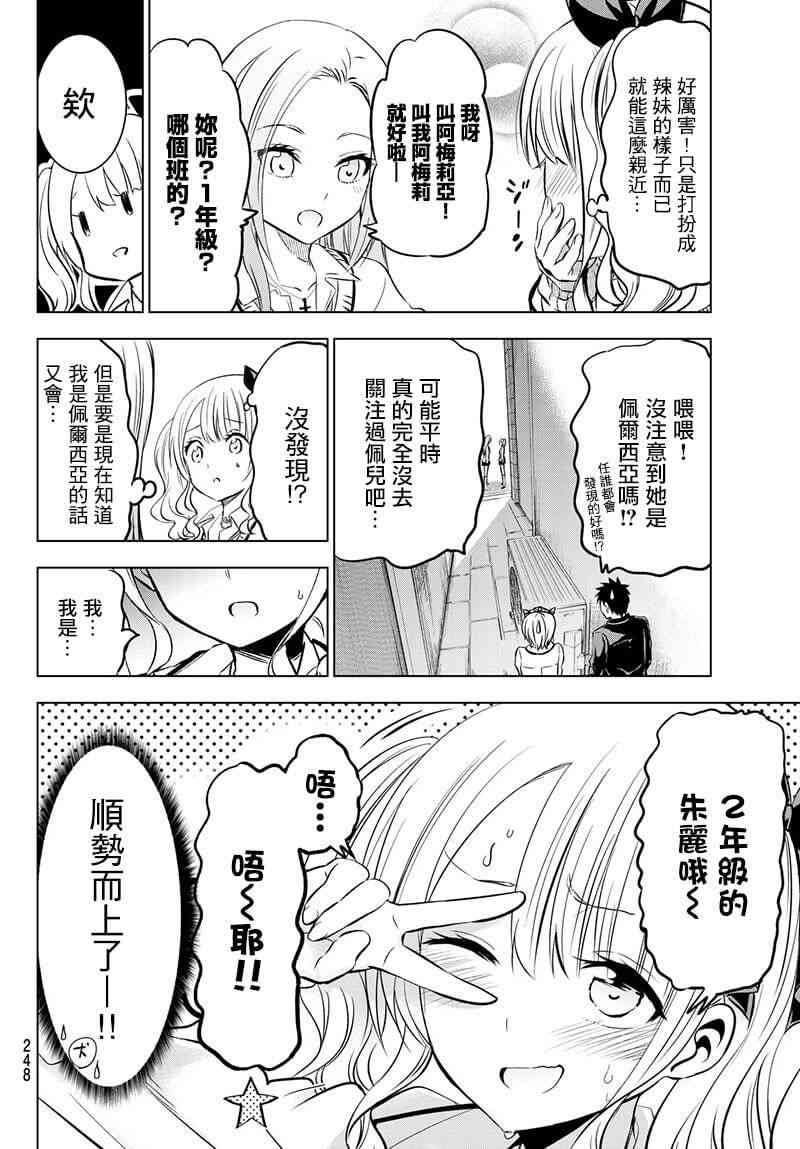 好厲害！只是打扮成
辣妹的樣子而已
就能這麼親近…
我呀
叫阿梅莉亞！
叫我阿梅莉
就好啦—
妳呢？1年級？
哪個班的？
欸
喂喂！
沒注意到她是
佩爾西亞嗎!?
任誰都會
發現的好嗎!?
可能平時
真的完全沒去
關注過佩兒吧…
沒發現!?
但是要是現在知道
我是佩爾西亞的話
又會…
我…
我是…
2年級的
朱麗哦～
唔…
唔～耶!!
順勢而上了—!!
犬
248